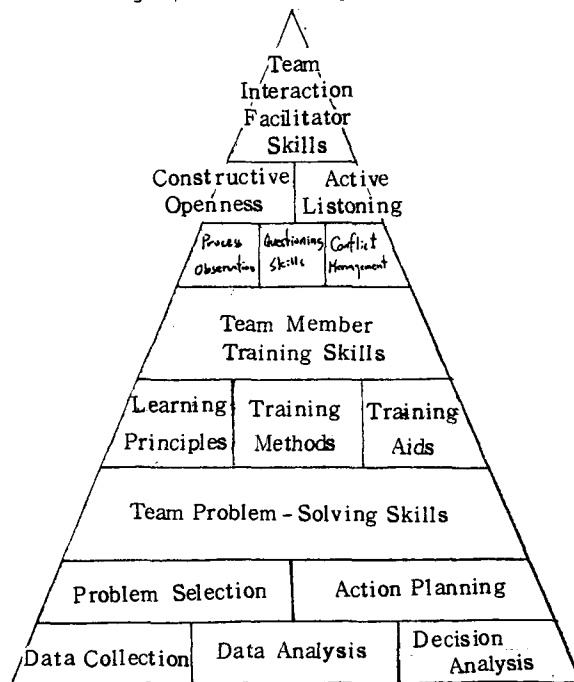 Team
Interaction
Facilitator
Skills
Constructive
Openness
Active
Listoning
Process
Observation
Questioning
Skills
Conflict
Management
Team Member
Training Skills
Learning
Principles
Training
Methods
Training
Aids
Team Problem-Solving Skills
Problem Selection
Action Planning
Data Collection
Data Analysis
Decision
Analysis